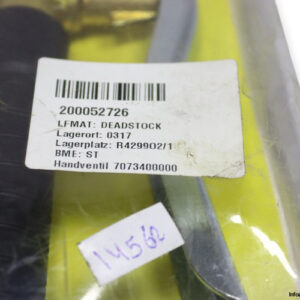 200052726
LFMAT: DEADSTOCK
Lagerort: 0317
Lagerplatz: R429902/1
BME: ST
Handventil 7073400000
14562